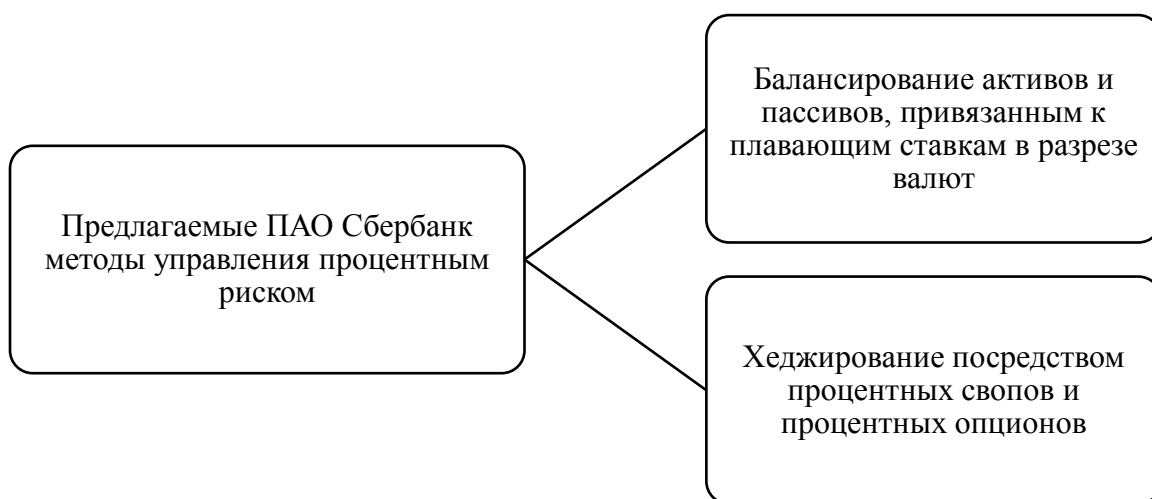 Предлагаемые ПАО Сбербанк
методы управления процентным
риском
Балансирование активов и
пассивов, привязанным к
плавающим ставкам в разрезе
валют
Хеджирование посредством
процентных свопов и
процентных опционов